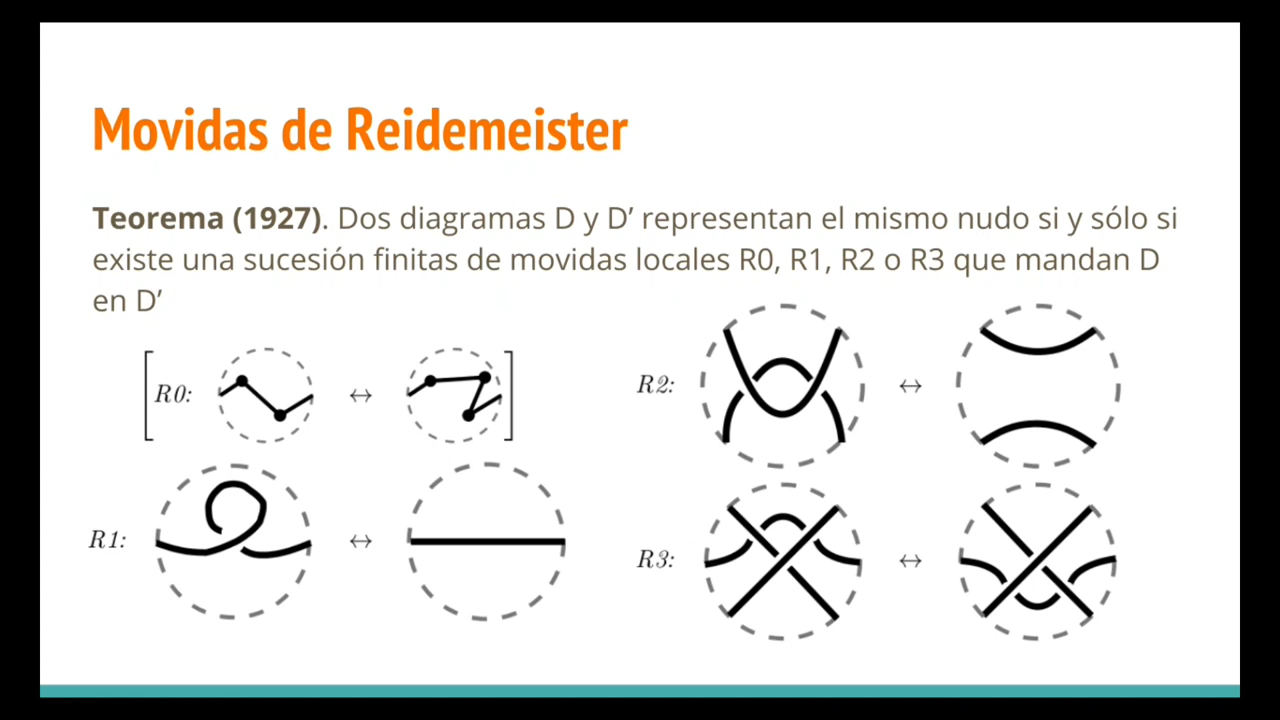 Movidas de Reidemeister
Teorema (1927). Dos diagramas D y D’ representan el mismo nudo si y sólo si
existe una sucesión finitas de movidas locales R0, R1, R2 o R3 que mandan D
en D’
R0:
R1:
R2:
R3: